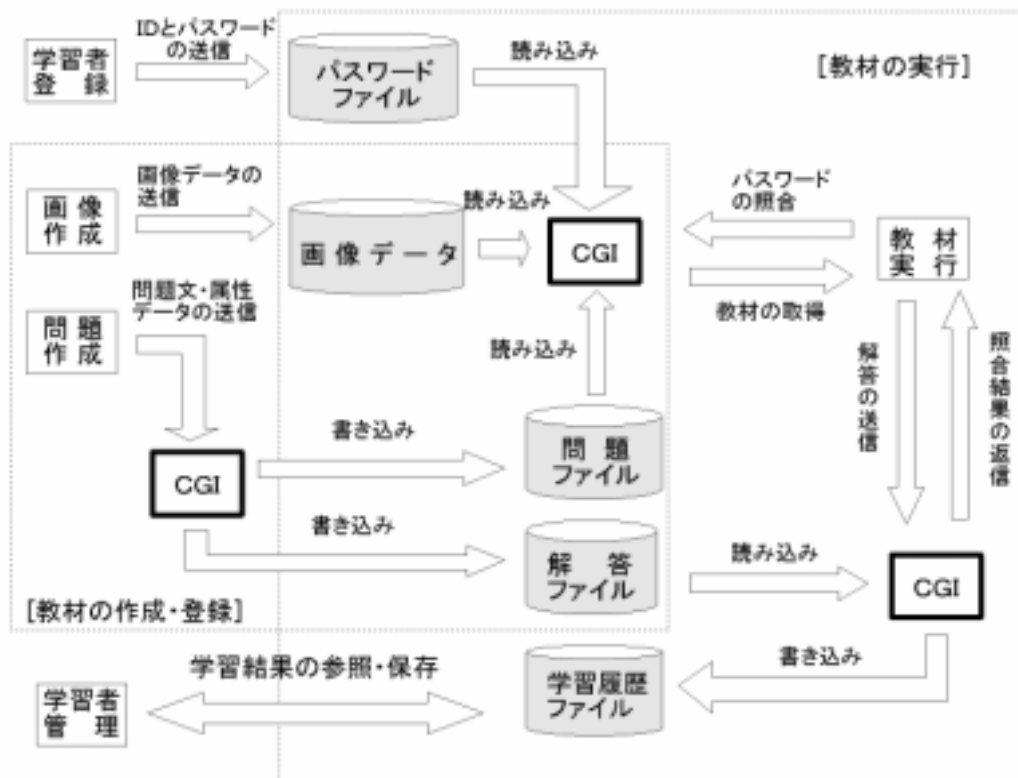 IDとパスワード
の送信
学習者
登 録
パスワード
ファイル
読み込み
[教材の実行]
画像データの
送信
画 像
作 成
画 像 デ ー タ
読み込み
CGI
パスワード
の照合
教 材
実 行
教材の取得
問題文・属性
データの送信
問 題
作 成
読み込み
解答の送信
照合結果の返信
CGI
書き込み
問 題
ファイル
書き込み
解 答
ファイル
読み込み
CGI
[教材の作成・登録]
学習結果の参照・保存
学習者
管 理
学習履歴
ファイル
書き込み